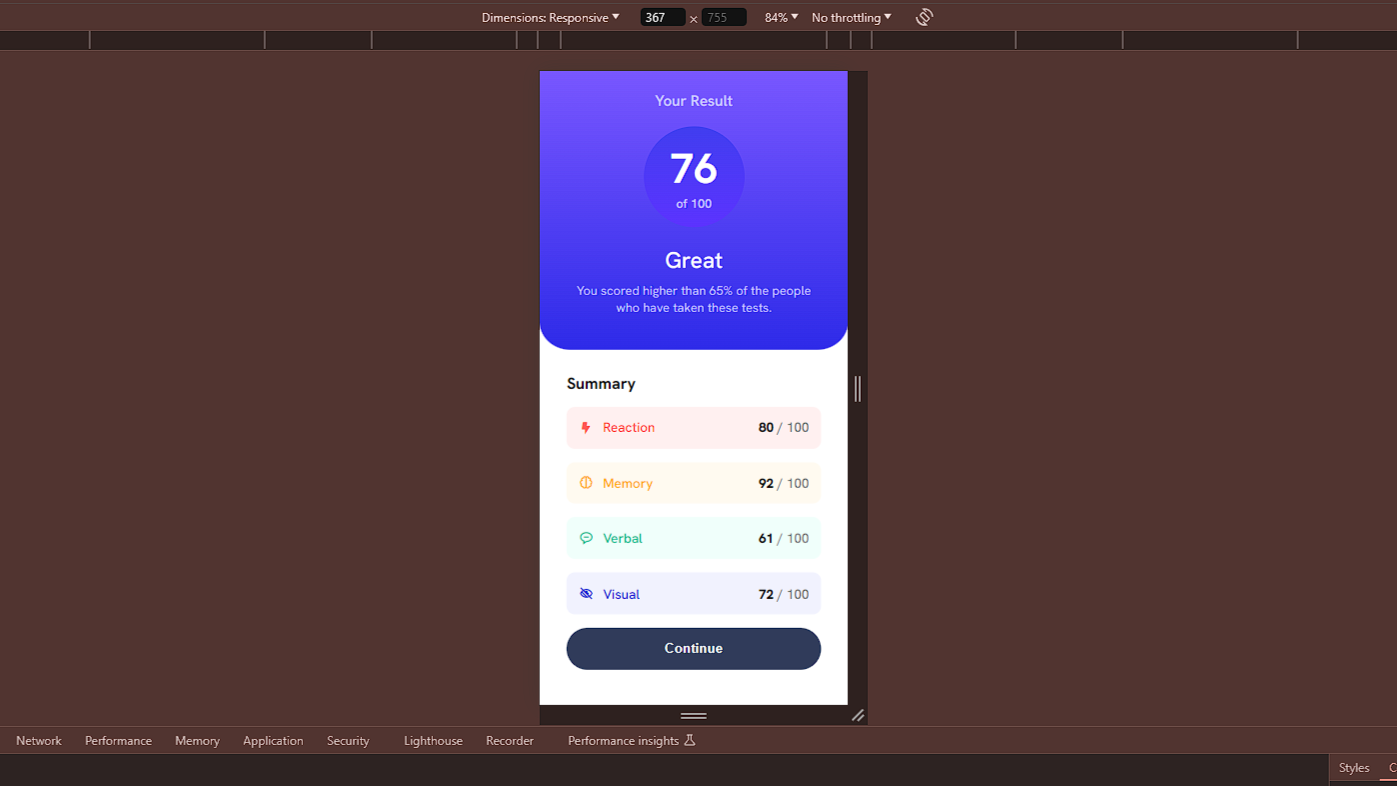 Dimensions: Responsive 367 × 755 84% No throttling
Your Result
76
of 100
Great
You scored higher than 65% of the people
who have taken these tests.
Summary
Reaction 80 / 100
Memory 92 / 100
Verbal 61 / 100
Visual 72 / 100
Continue
Network Performance Memory Application Security Lighthouse Recorder Performance insights
Styles C